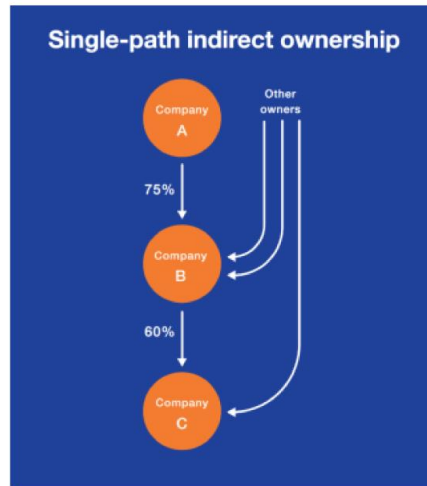 Single-path indirect ownership
Company
A
Other
owners
75%
Company
B
60%
Company
C